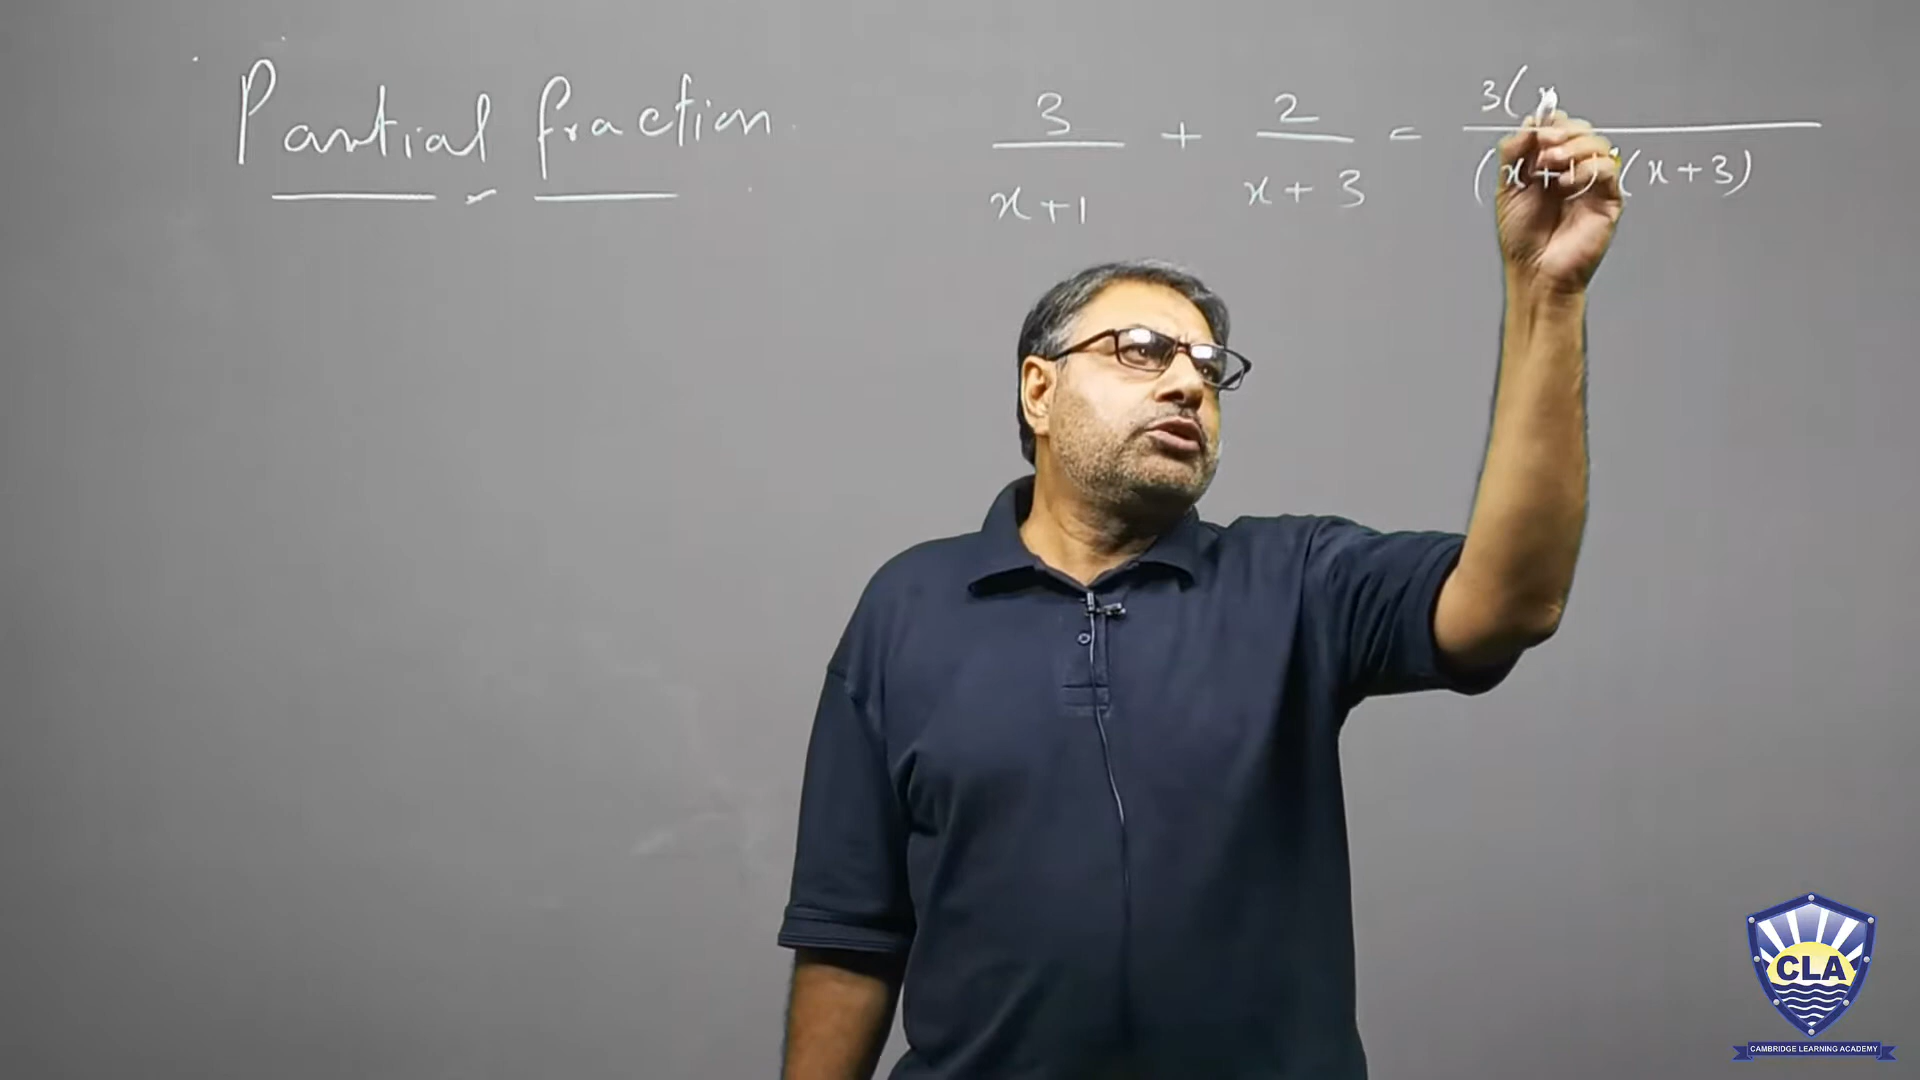 Partial fraction.
3/(x+1) + 2/(x+3) = 3(x / (x+1)(x+3)
CLA
CAMBRIDGE LEARNING ACADEMY